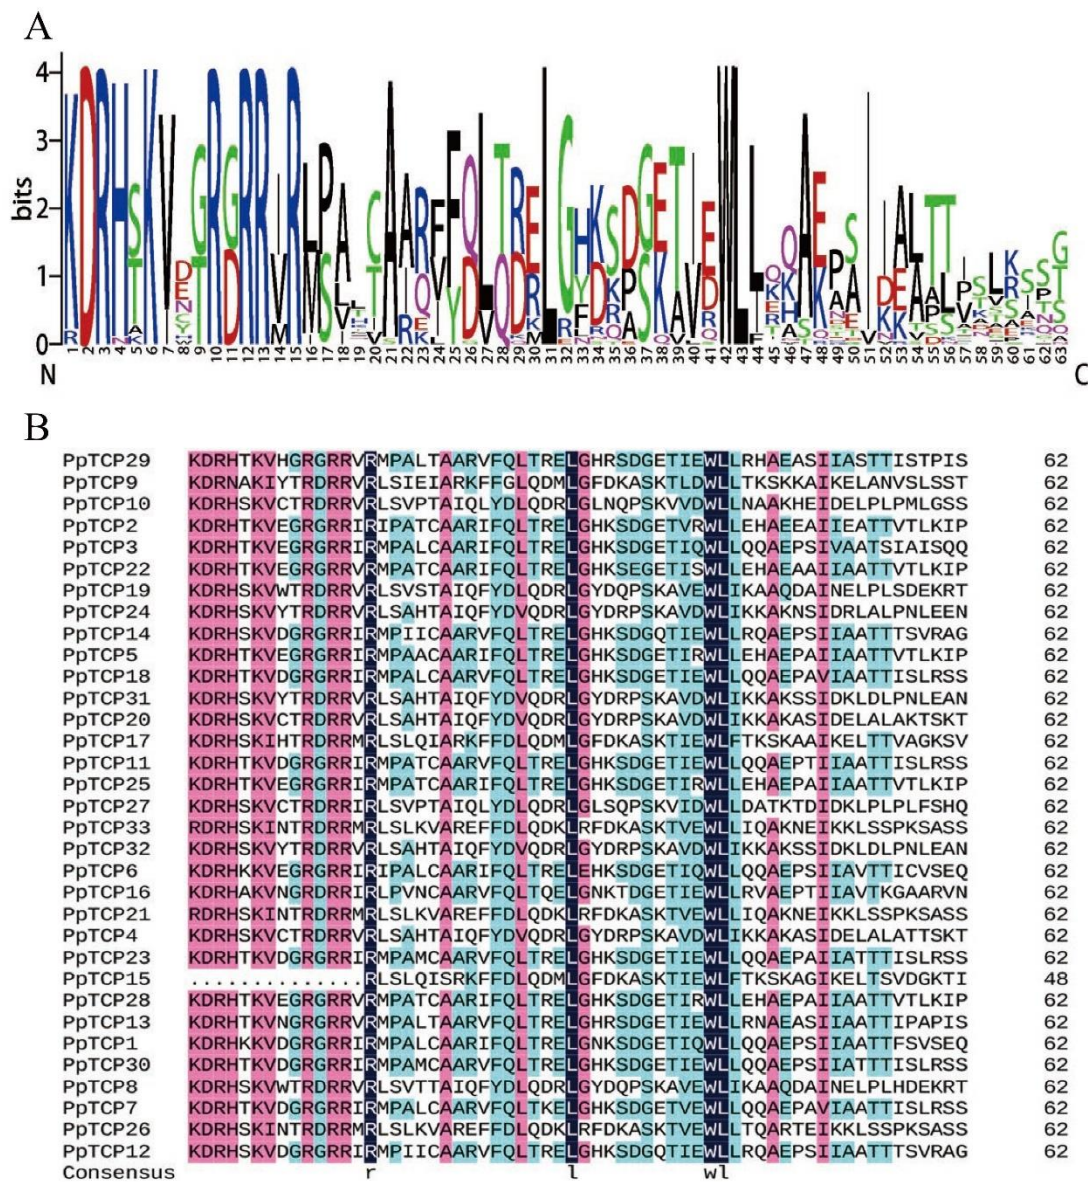 A
4
3
2
1
0
bits
1 2 3 4 5 6 7 8 9 10 11 12 13 14 15 16 17 18 19 20 21 22 23 24 25 26 27 28 29 30 31 32 33 34 35 36 37 38 39 40 41 42 43 44 45 46 47 48 49 50 51 52 53 54 55 56 57 58 59 60 61 62 63
N C
B
PpTCP29 KDRHTKVHGRGRRVRMPALTAARVFQLTRELGHRSDGETIEWLLRHAEASIIASTTISTPIS 62
PpTCP9 KDRNAKIYTRDRRVRLSIEIARKFFGLQDMLGFDKASKTLDWLLTKSKKAIKELANVSLSST 62
PpTCP10 KDRHSKVCTRDRRVRLSVPTAIQLYDLQDRLGLNQPSKVVDWLLNAAKHEIDELPLPMLGSS 62
PpTCP2 KDRHTKVEGRGRRIRIPATCAARIFQLTRELGHKSDGETVRWLLEHAEEAIIEATTVTLKIP 62
PpTCP3 KDRHTKVEGRGRRIRMPALCAARIFQLTRELGHKSDGETIQWLLQQAEPSIVAATSIAISQQ 62
PpTCP22 KDRHTKVEGRGRRVRMPATCAARIFQLTRELGHKSEGETISWLLEHAEAAIIAATTVTLKIP 62
PpTCP19 KDRHSKVWTRDRRVRLSVSTAIQFYDLQDRLGYDQPSKAVEWLIKAAQDAINELPLSDEKRT 62
PpTCP24 KDRHSKVYTRDRRVRLSAHTAIQFYDVQDRLGYDRPSKAVDWLIKKAKNSIDRLALPNLEEN 62
PpTCP14 KDRHSKVDGRGRRIRMPIICAARVFQLTRELGHKSDGQTIEWLLRQAEPSIIAATTTSVRAG 62
PpTCP5 KDRHTKVEGRGRRIRMPAACAARIFQLTRELGHKSDGETIRWLLEHAEPAIIAATTVTLKIP 62
PpTCP18 KDRHTKVDGRGRRIRMPALCAARVFQLTRELGHKSDGETIEWLLQQAEPAVIAATTISLRSS 62
PpTCP31 KDRHSKVYTRDRRVRLSAHTAIQFYDVQDRLGYDRPSKAVDWLIKKAKSSIDKLDLPNLEAN 62
PpTCP20 KDRHSKVCTRDRRVRLSAHTAIQFYDVQDRLGYDRPSKAVDWLIKKAKASIDELALAKTSKT 62
PpTCP17 KDRHSKIHTRDRRMRLSLQIARKFFDLQDMLGFDKASKTIEWLFTKSKAAIKELTTVAGKSV 62
PpTCP11 KDRHTKVDGRGRRIRMPATCAARIFQLTRELGHKSDGETIEWLLQQAEPTIIAATTISLRSS 62
PpTCP25 KDRHTKVEGRGRRIRMPATCAARIFQLTRELGHKSDGETTRWLLEHAEPAIIAATTVTLKIP 62
PpTCP27 KDRHSKVCTRDRRIRLSVPTAIQLYDLQDRLGLSQPSKVIDWLLDATKTDIDKLPLPLFSHQ 62
PpTCP33 RDRHSKINTRDRRMRLSLKVAREFFDLQDKLRFDKASKTVEWLLIQAKNEIKKLSSPKSASS 62
PpTCP32 KDRHSKVYTRDRRVRLSAHTAIQFYDVQDRLGYDRPSKAVDWLIKKAKSSIDKLDLPNLEAN 62
PpTCP6 KDRHKKVEGRGRRIRIPALCAARIFQLTRELEHKSDGQTIQWLLQKAEPSIIAVTTICVSEQ 62
PpTCP16 KDRHAKVNGRGRRIRLPVNCAARVFQLTQELGNKTDGETIEWLLRVAEPTIIAVTKGAARVN 62
PpTCP21 RDRHSKINTRDRRMRLSLKVAREFFDLQDKLRFDKASKTVEWLLIQAKNEIKKLSSPKSASS 62
PpTCP4 KDRHSKVCTRDRRVRLSAHTAIQFYDVQDRLGYDRPSKAVDWLIKKAKASIDELALATTSKT 62
PpTCP23 KDRHTKVDGRGRRIRMPAMCAARVFQLTRELGHKSDGETIEWLLQQAEPAIIATTTISLRSS 62
PpTCP15 ..............RLSLQISRKFFDLQDMLGFDKASKTIEWLFTKSKAGIKELTSVDGKTI 48
PpTCP28 KDRHTKVEGRGRRVRMPATCAARIFQLTRELGHKSDGETIRWLLEHAEPAIIAATTVTLKIP 62
PpTCP13 KDRHTKVNGRGRRVRMPALTAARVFQLTRELGHRSDGETIEWLLRNAEASIIAATTIPAPIS 62
PpTCP1 KDRHKKVDGRGRRIRMPALCAARIFQLTRELGNKSDGETIQWLLQQAEPSIIAATTFSVSEQ 62
PpTCP30 KDRHTKVDGRGRRIRMPAMCAARVFQLTRELGHKSDGETIEWLLQQAEPSIIATTTISLRSS 62
PpTCP8 KDRHSKVWTRDRRVRLSVTTAIQFYDLQDRLGYDQPSKAVEWLIKAAQDAINELPLHDEKRT 62
PpTCP7 KDRHTKVDGRGRRIRMPALCAARVFQLTKELGHKSDGETVEWLLQQAEPAVIAATTISLRSS 62
PpTCP26 KDRHSKINTRDRRMRLSLKVAREFFDLQDKLRFDKASKTVEWLLTQARTEIKKLSSPKSASS 62
PpTCP12 KDRHSKVDGRGRRIRMPIICAARVFQLTRELGHKSDGQTIEWLLRQAEPSIIAATTTSVRAG 62
Consensus r l wl